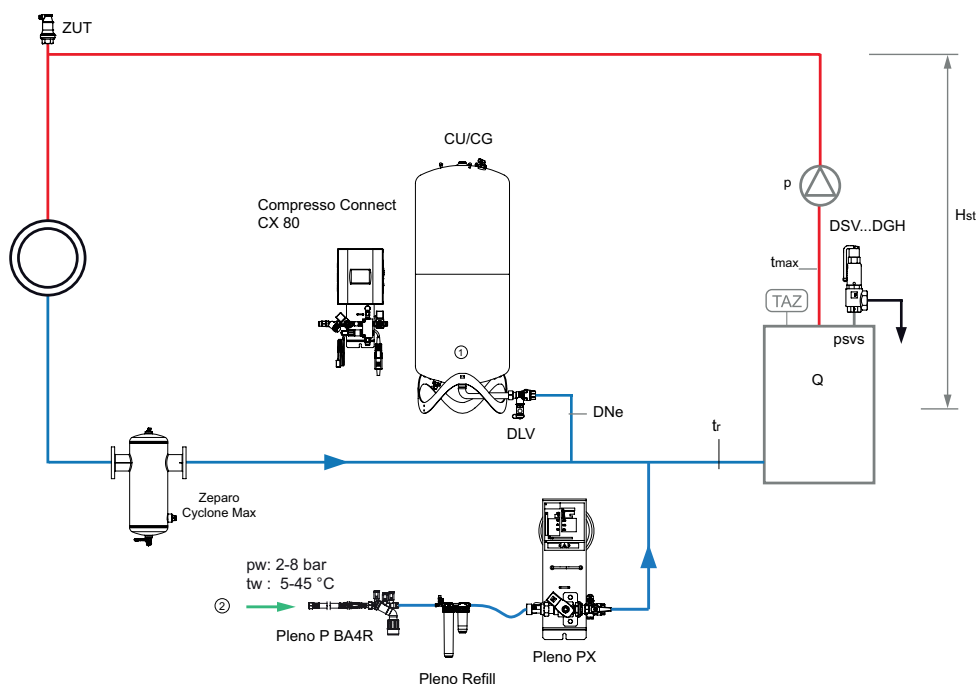 ZUT
CU/CG
Compresso Connect
CX 80
p
Hst
DSV...DGH
tmax
TAZ
psvs
①
Q
DLV
DNe
tr
Zeparo
Cyclone Max
pw: 2-8 bar
tw : 5-45 °C
②
Pleno P BA4R
Pleno PX
Pleno Refill